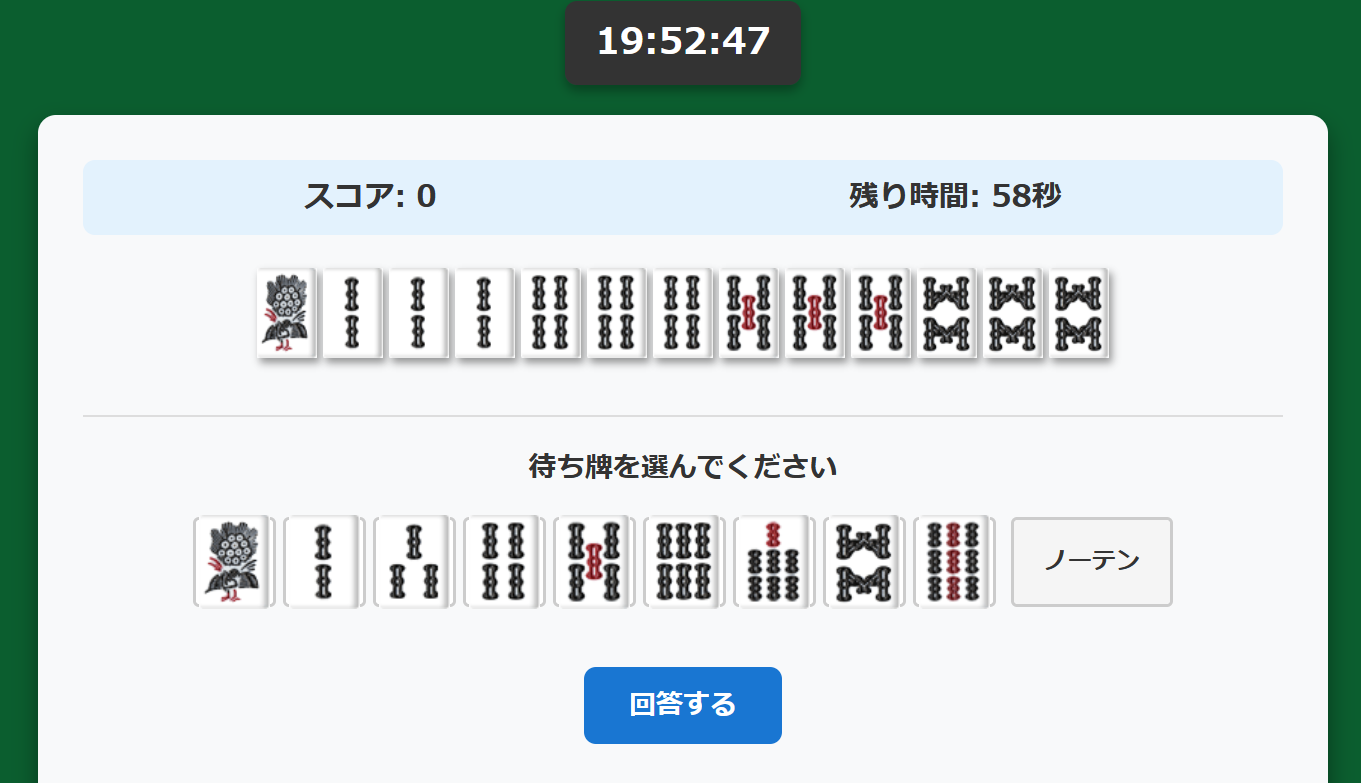 19:52:47
スコア: 0
残り時間: 58秒
待ち牌を選んでください
ノーテン
回答する